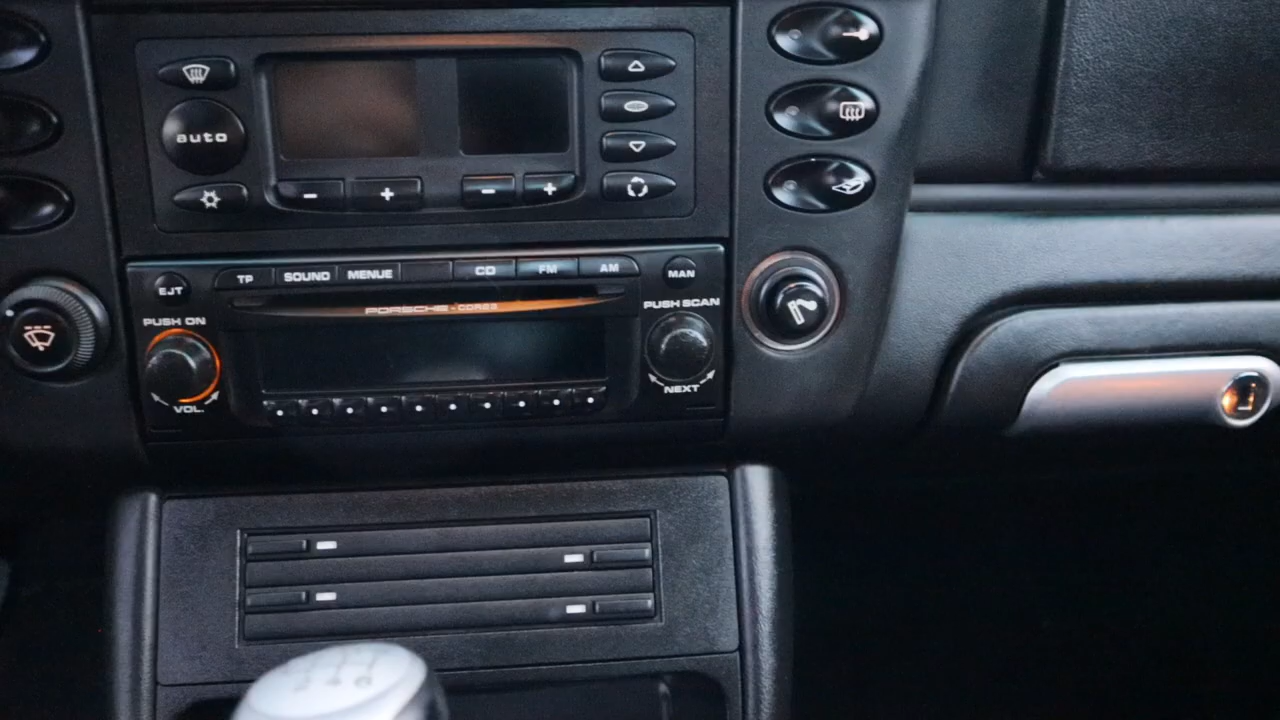 auto
TP SOUND MENUE CD FM AM
EJT
MAN
PUSH ON
PORSCHE - CDR23
PUSH SCAN
VOL.
NEXT